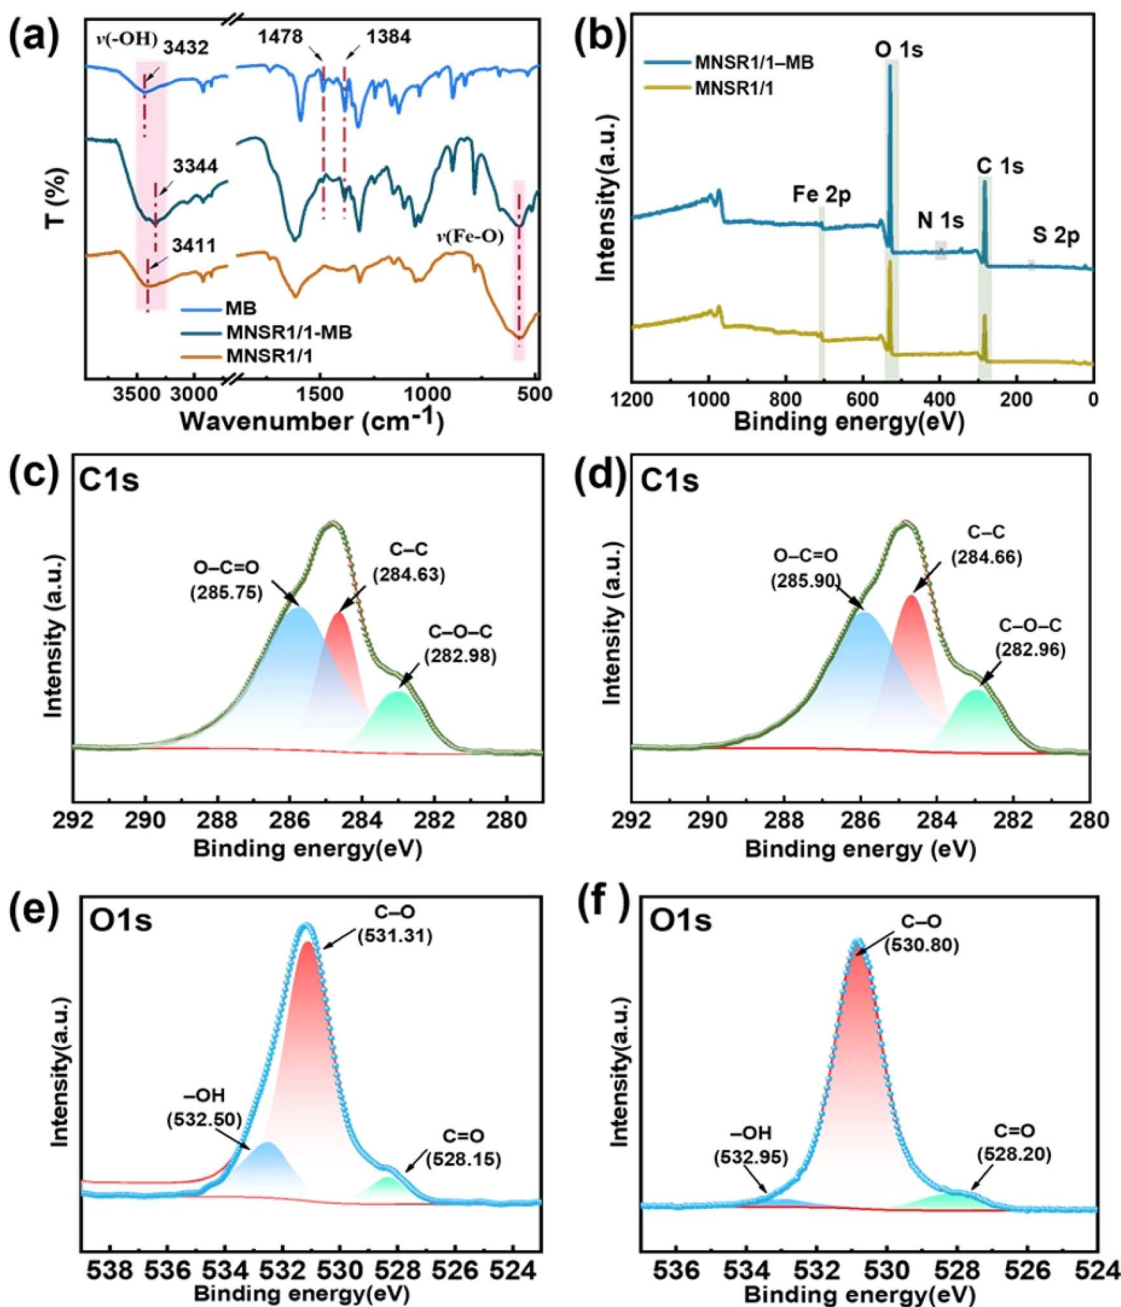 (a)
ν(-OH)
3432
1478
1384
3344
ν(Fe-O)
3411
MB
MNSR1/1-MB
MNSR1/1
T (%)
3500 3000 1500 1000 500
Wavenumber (cm-1)
(b)
O 1s
MNSR1/1–MB
MNSR1/1
C 1s
Fe 2p
N 1s
S 2p
Intensity(a.u.)
1200 1000 800 600 400 200 0
Binding energy(eV)
(c)
C1s
C–C
(284.63)
O–C=O
(285.75)
C–O–C
(282.98)
Intensity (a.u.)
292 290 288 286 284 282 280
Binding energy(eV)
(d)
C1s
C–C
(284.66)
O–C=O
(285.90)
C–O–C
(282.96)
Intensity (a.u.)
292 290 288 286 284 282 280
Binding energy (eV)
(e)
O1s
C–O
(531.31)
–OH
(532.50)
C=O
(528.15)
Intensity(a.u.)
538 536 534 532 530 528 526 524
Binding energy(eV)
(f)
O1s
C–O
(530.80)
–OH
(532.95)
C=O
(528.20)
Intensity(a.u.)
536 534 532 530 528 526 524
Binding energy(eV)